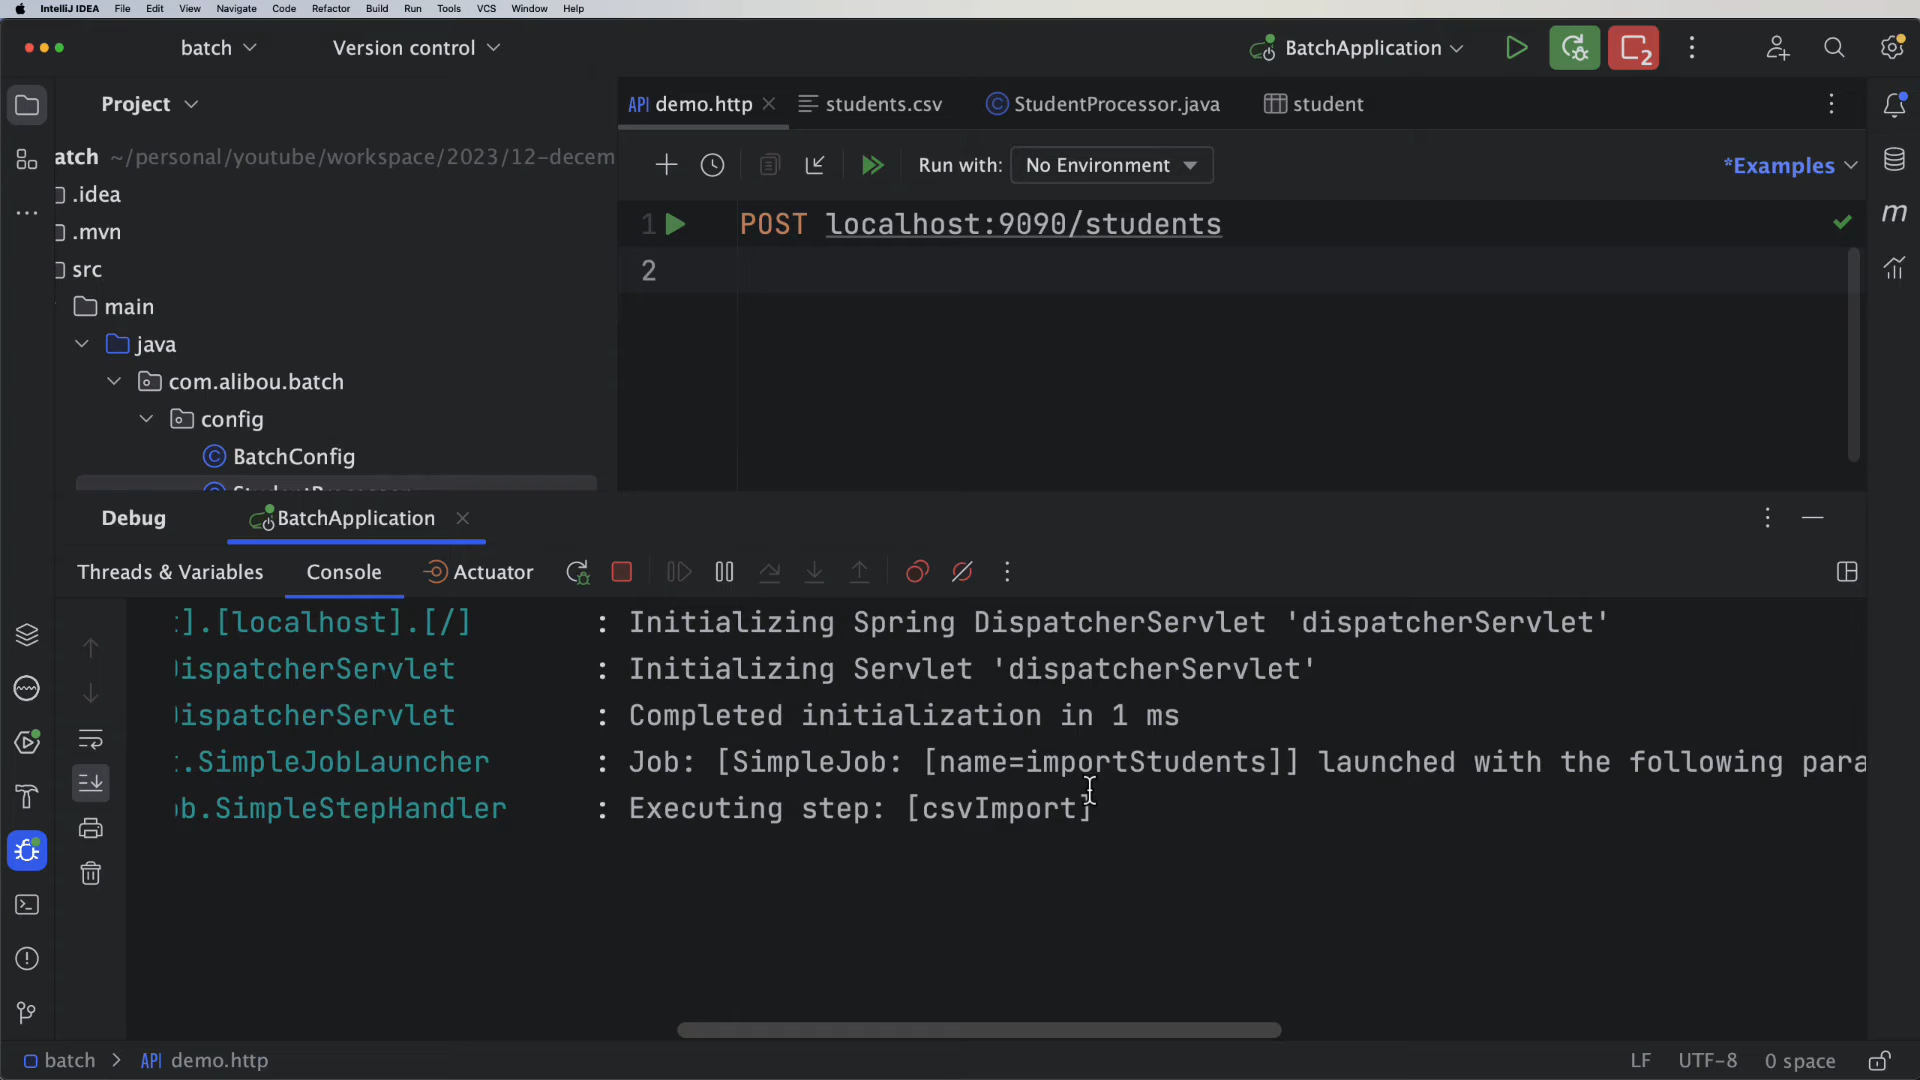 IntelliJ IDEA File Edit View Navigate Code Refactor Build Run Tools VCS Window Help
batch Version control BatchApplication 2
Project
demo.http students.csv StudentProcessor.java student
API
atch ~/personal/youtube/workspace/2023/12-decem
Run with: No Environment *Examples
.idea
.mvn
src
main
java
com.alibou.batch
config
BatchConfig
1 POST localhost:9090/students
2
Debug BatchApplication
Threads & Variables Console Actuator
:].[localhost].[/] : Initializing Spring DispatcherServlet 'dispatcherServlet'
DispatcherServlet : Initializing Servlet 'dispatcherServlet'
DispatcherServlet : Completed initialization in 1 ms
:.SimpleJobLauncher : Job: [SimpleJob: [name=importStudents]] launched with the following para
ob.SimpleStepHandler : Executing step: [csvImport]
batch > API demo.http LF UTF-8 0 space